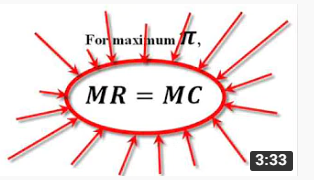 For maximum π,
MR = MC
3:33